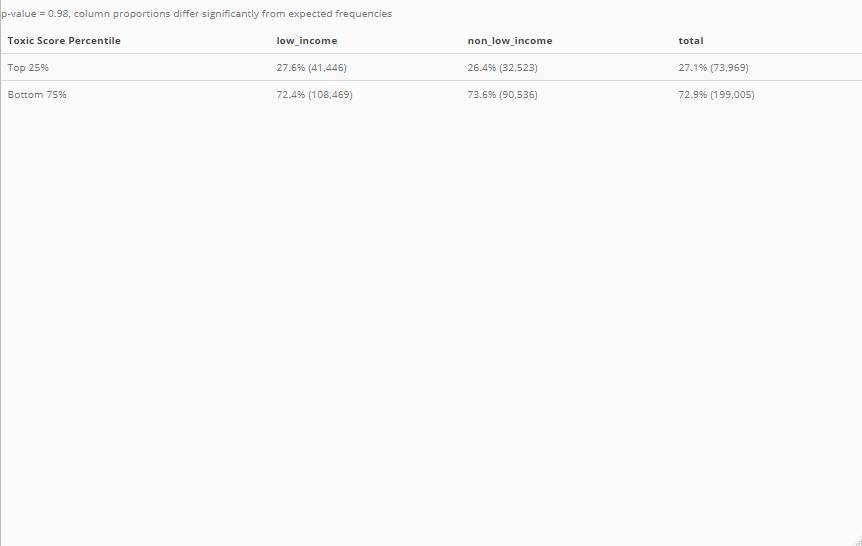 p-value = 0.98, column proportions differ significantly from expected frequencies
Toxic Score Percentile low_income non_low_income total
Top 25% 27.6% (41,446) 26.4% (32,523) 27.1% (73,969)
Bottom 75% 72.4% (108,469) 73.6% (90,536) 72.9% (199,005)